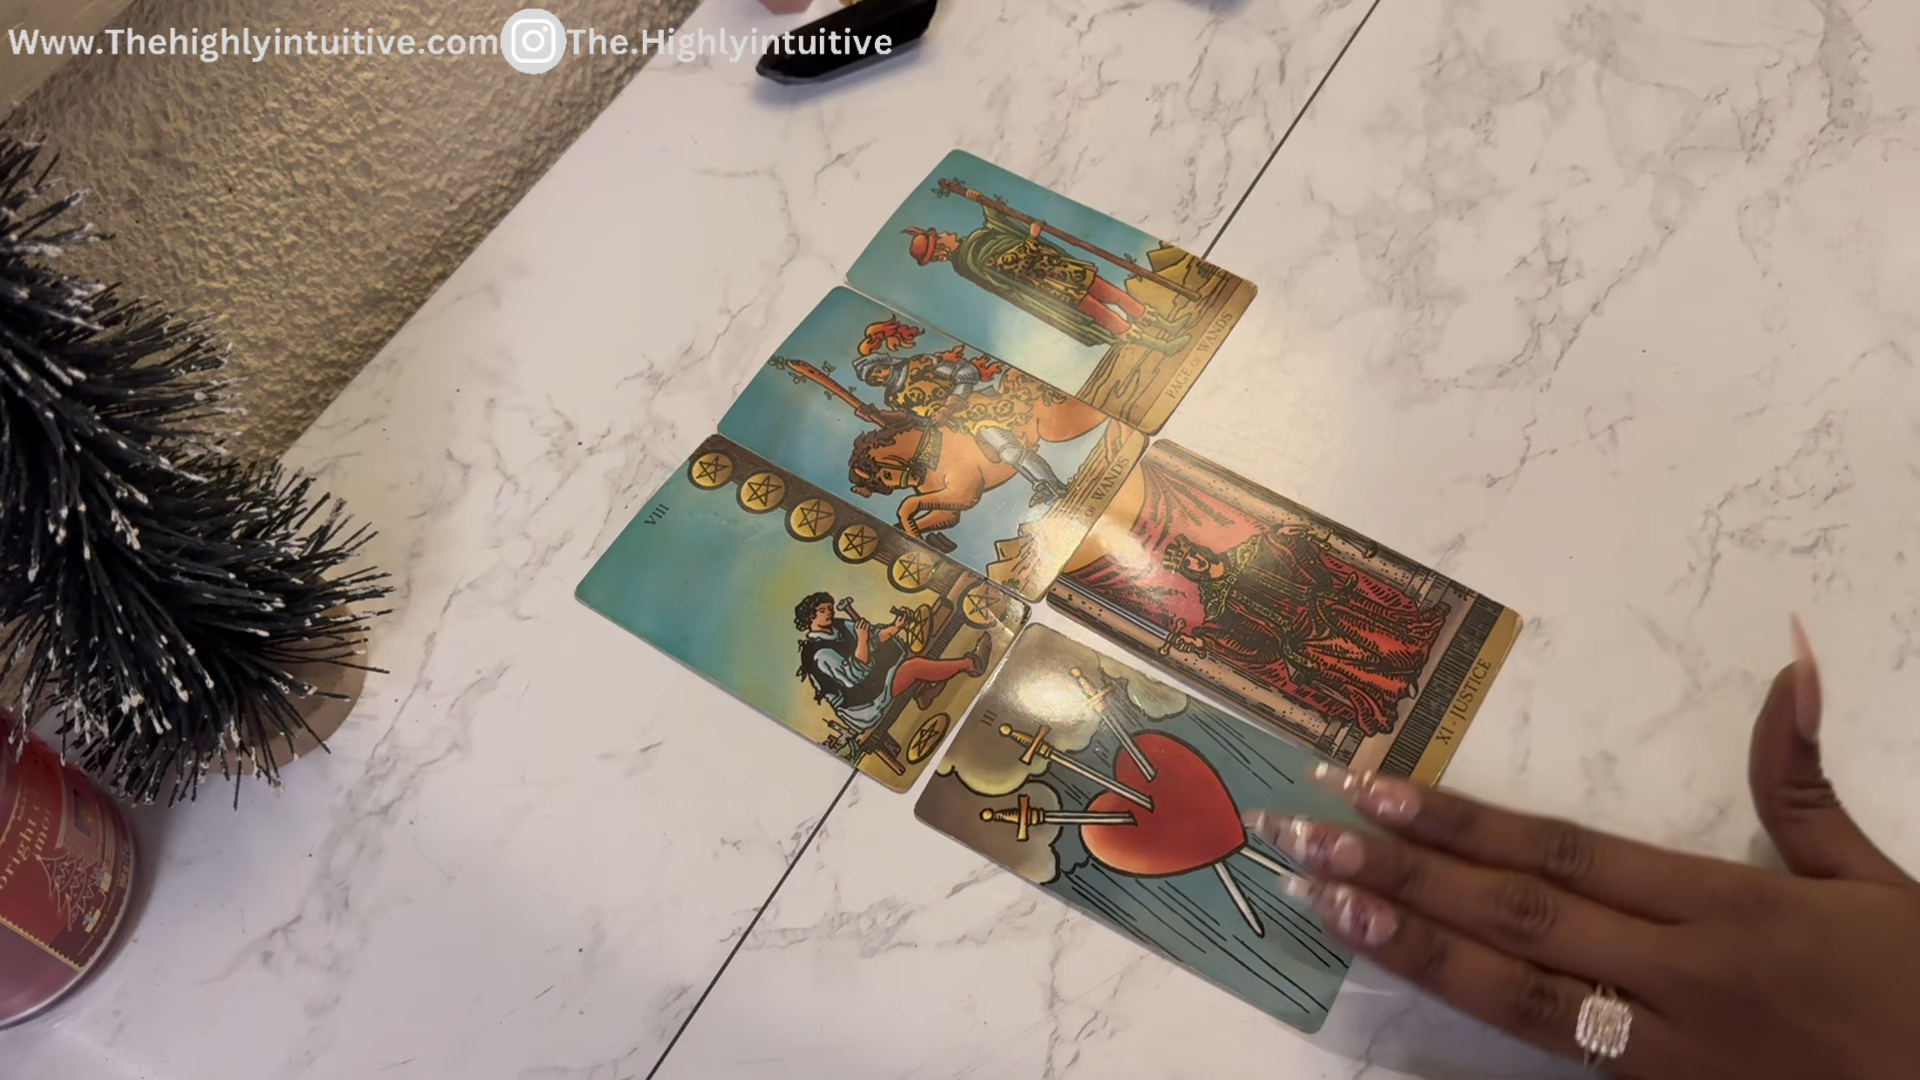 Www.Thehighlyintuitive.com The.Highlyintuitive
PAGE of WANDS
of WANDS
VIII
XI - JUSTICE
III